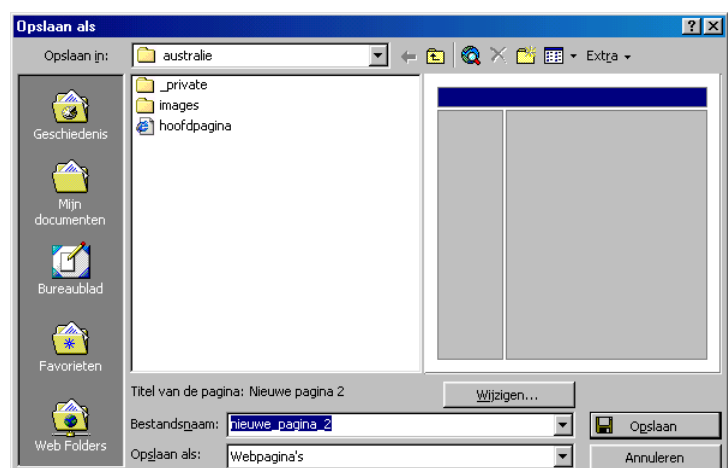 Opslaan als
Opslaan in: australie Extra
_private
images
hoofdpagina
Geschiedenis
Mijn
documenten
Bureaublad
Favorieten
Web Folders
Titel van de pagina: Nieuwe pagina 2 Wijzigen...
Bestandsnaam: nieuwe_pagina_2 Opslaan
Opslaan als: Webpagina's Annuleren